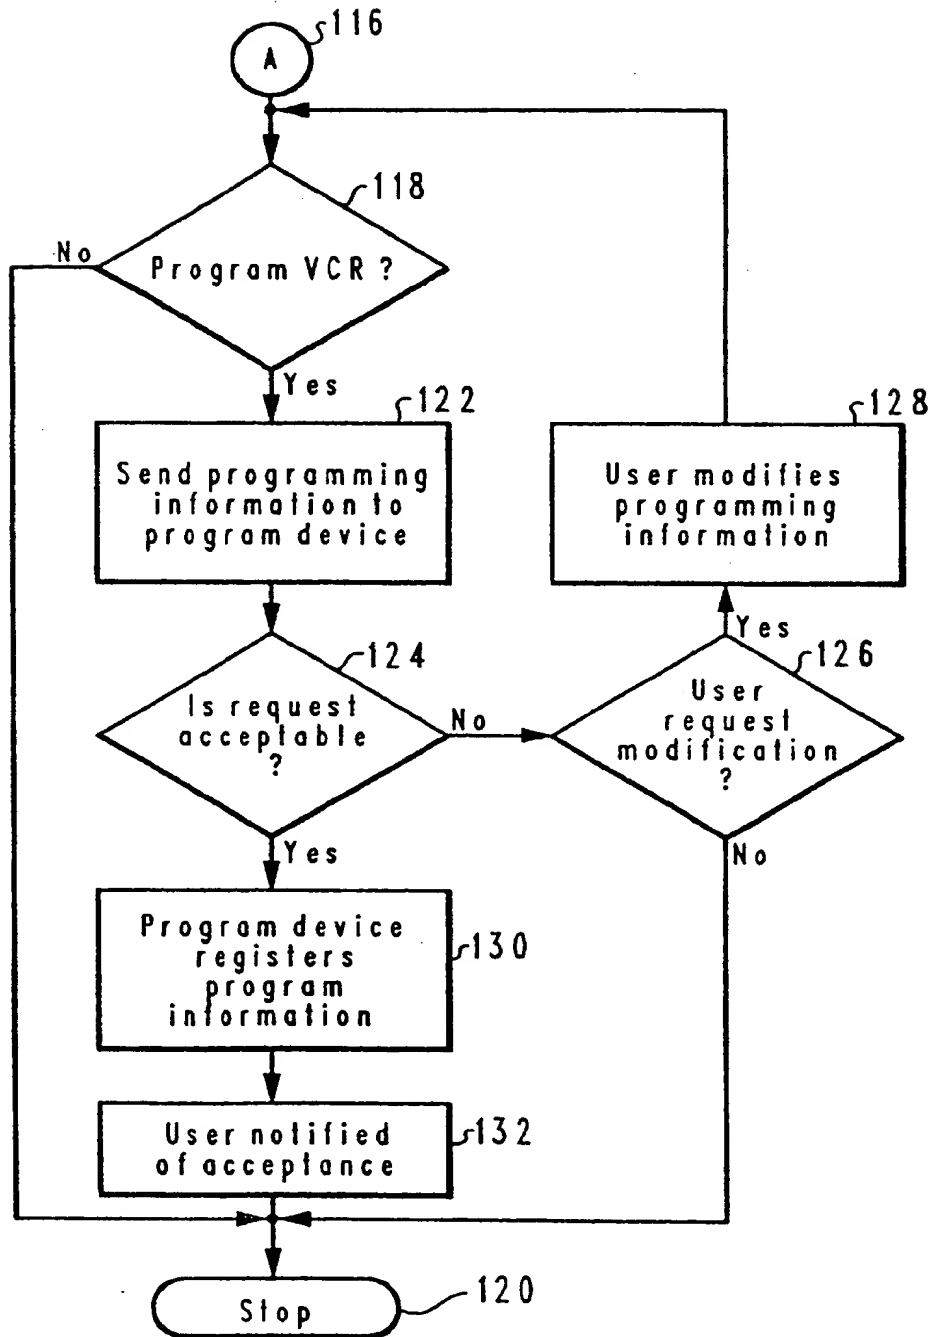 116
A
118
No
Program VCR ?
Yes
122
Send programming
information to
program device
128
User modifies
programming
information
124
Is request
acceptable
?
No
Yes
126
User
request
modification
?
Yes
No
Program device
registers
program
information
130
User notified
of acceptance
132
Stop
120